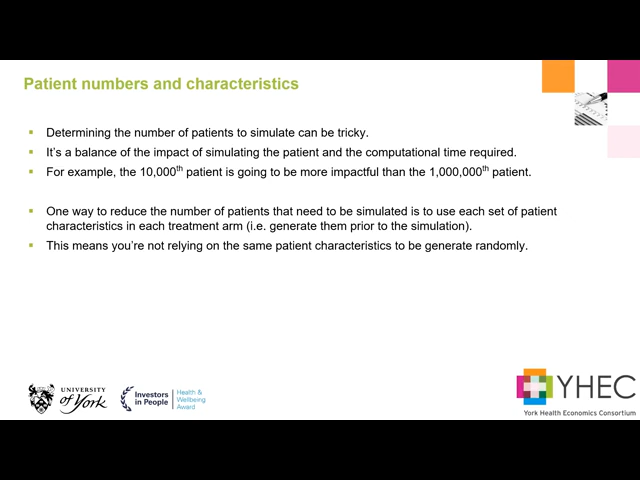 Patient numbers and characteristics
Determining the number of patients to simulate can be tricky.
It's a balance of the impact of simulating the patient and the computational time required.
For example, the 10,000th patient is going to be more impactful than the 1,000,000th patient.
One way to reduce the number of patients that need to be simulated is to use each set of patient
characteristics in each treatment arm (i.e. generate them prior to the simulation).
This means you're not relying on the same patient characteristics to be generate randomly.
UNIVERSITY
of York
Investors
in People
Health &
Wellbeing
Award
YHEC
York Health Economics Consortium